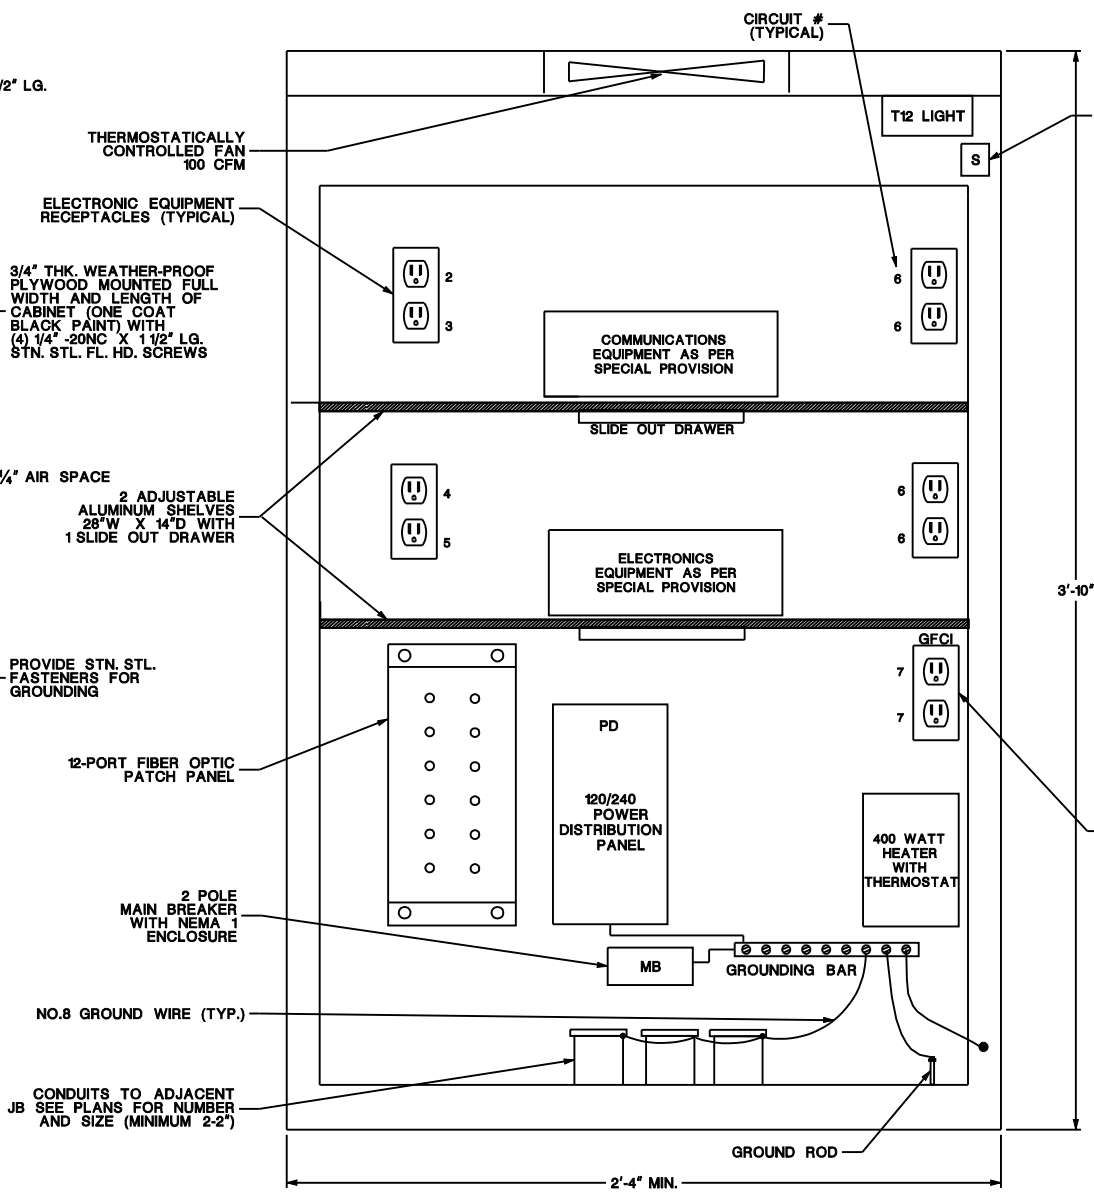 CIRCUIT #
(TYPICAL)
/2" LG.
T12 LIGHT
THERMOSTATICALLY
CONTROLLED FAN
100 CFM
S
ELECTRONIC EQUIPMENT
RECEPTACLES (TYPICAL)
3/4" THK. WEATHER-PROOF
PLYWOOD MOUNTED FULL
WIDTH AND LENGTH OF
CABINET (ONE COAT
BLACK PAINT) WITH
(4) 1/4" -20NC X 1 1/2" LG.
STN. STL. FL. HD. SCREWS
2
3
6
6
COMMUNICATIONS
EQUIPMENT AS PER
SPECIAL PROVISION
SLIDE OUT DRAWER
1/4" AIR SPACE
2 ADJUSTABLE
ALUMINUM SHELVES
28"W X 14"D WITH
1 SLIDE OUT DRAWER
4
5
6
6
ELECTRONICS
EQUIPMENT AS PER
SPECIAL PROVISION
3'-10"
GFCI
7
7
PROVIDE STN. STL.
FASTENERS FOR
GROUNDING
PD
120/240
POWER
DISTRIBUTION
PANEL
12-PORT FIBER OPTIC
PATCH PANEL
400 WATT
HEATER
WITH
THERMOSTAT
2 POLE
MAIN BREAKER
WITH NEMA 1
ENCLOSURE
MB
GROUNDING BAR
NO.8 GROUND WIRE (TYP.)
CONDUITS TO ADJACENT
JB SEE PLANS FOR NUMBER
AND SIZE (MINIMUM 2-2")
GROUND ROD
2'-4" MIN.